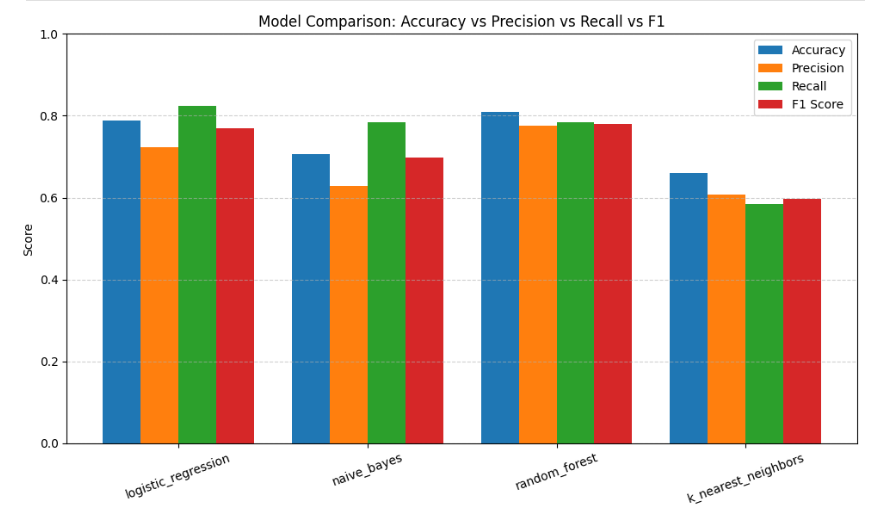 Model Comparison: Accuracy vs Precision vs Recall vs F1
Accuracy
Precision
Recall
F1 Score
Score
1.0
0.8
0.6
0.4
0.2
0.0
logistic_regression
naive_bayes
random_forest
k_nearest_neighbors